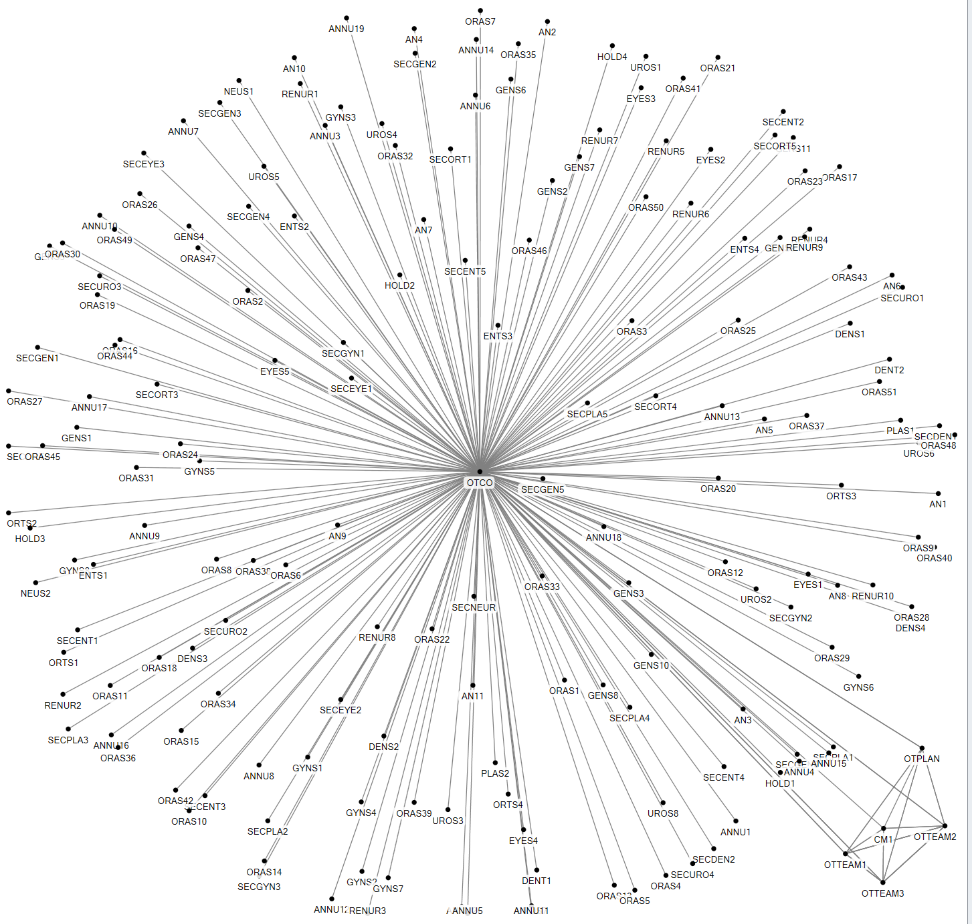 ORAS7
ANNU19
AN2
AN4
ANNU14
ORAS35
HOLD4
SECGEN2
UROS1
ORAS21
AN10
GENS6
ORAS41
NEUS1
RENUR1
EYES3
ANNU6
SECGEN3
GYNS3
SECENT2
ANNU7
ANNU3
UROS4
RENUR7
SECORT5
S11
ORAS32
RENUR5
SECORT1
EYES2
SECEYE3
GENS7
UROS5
ORAS23
ORAS17
GENS2
ORAS26
ORAS50
SECGEN4
RENUR6
ENTS2
ANNU10
AN7
GENS4
ORAS49
RENUR4
ORAS30
ORAS47
ORAS46
ENTS4
GEN
RENUR9
SECENT5
ORAS43
SECURO3
HOLD2
AN6
SECURO1
ORAS19
ORAS2
ENTS3
ORAS3
ORAS25
DENS1
ORAS44
SECGYN1
SECGEN1
EYES5
DENT2
SECEYE1
ORAS51
SECORT3
ORAS27
ANNU17
SECPLA5
SECORT4
ANNU13
AN5
ORAS37
PLAS1
GENS1
SECDEN1
ORAS48
UROS6
SEC
ORAS45
ORAS24
GYNS5
ORAS31
OTCO
SECGEN5
ORAS20
ORTS3
AN1
ORTS2
HOLD3
ANNU9
AN9
ANNU18
ORAS9
ORAS40
ENTS1
ORAS8
ORAS6
ORAS12
NEUS2
ORAS33
GENS3
EYES1
UROS2
AN8
RENUR10
SECNEUR
SECGYN2
ORAS28
DENS4
SECENT1
SECURO2
RENUR8
ORAS22
ORTS1
DENS3
ORAS18
GENS10
ORAS29
ORAS11
GYNS6
RENUR2
ORAS34
AN11
ORAS1
GENS8
SECEYE2
SECPLA4
AN3
SECPLA3
ANNU16
ORAS15
DENS2
ORAS36
GYNS1
SECPLA1
OTPLAN
ANNU8
PLAS2
SECENT4
ANNU15
ANNU4
HOLD1
ORAS42
SECENT3
ORAS10
GYNS4
ORAS39
UROS3
ORTS4
UROS8
SECPLA2
EYES4
ANNU1
CM1
OTTEAM2
SECDEN2
OTTEAM1
ORAS14
SECURO4
SECGYN3
GYNS7
DENT1
ORAS4
OTTEAM3
ORAS5
ANNU12
RENUR3
ANNU5
ANNU11